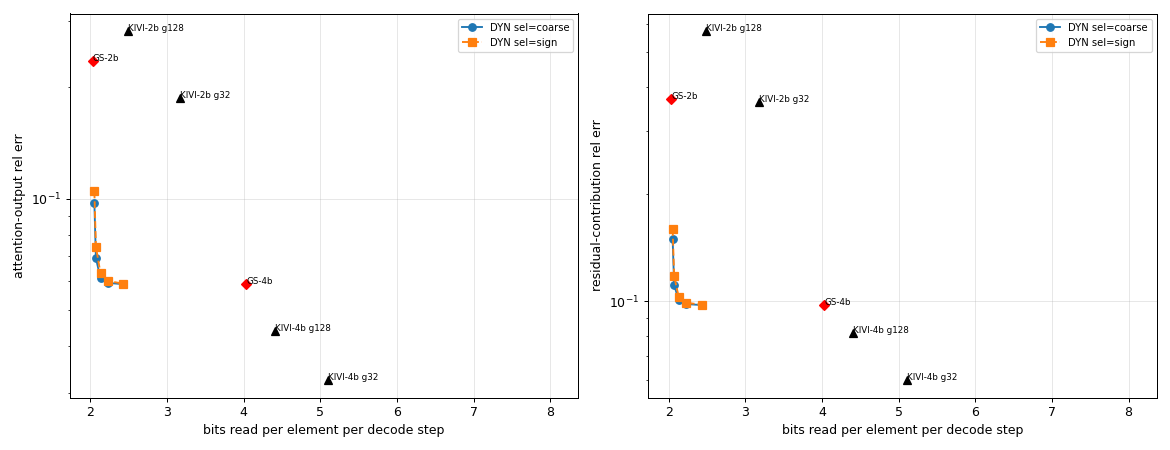 KIVI-2b g128
GS-2b
KIVI-2b g32
GS-4b
KIVI-4b g128
KIVI-4b g32
DYN sel=coarse
DYN sel=sign
attention-output rel err
10⁻¹
2 3 4 5 6 7 8
bits read per element per decode step
KIVI-2b g128
GS-2b
KIVI-2b g32
GS-4b
KIVI-4b g128
KIVI-4b g32
DYN sel=coarse
DYN sel=sign
residual-contribution rel err
10⁻¹
2 3 4 5 6 7 8
bits read per element per decode step